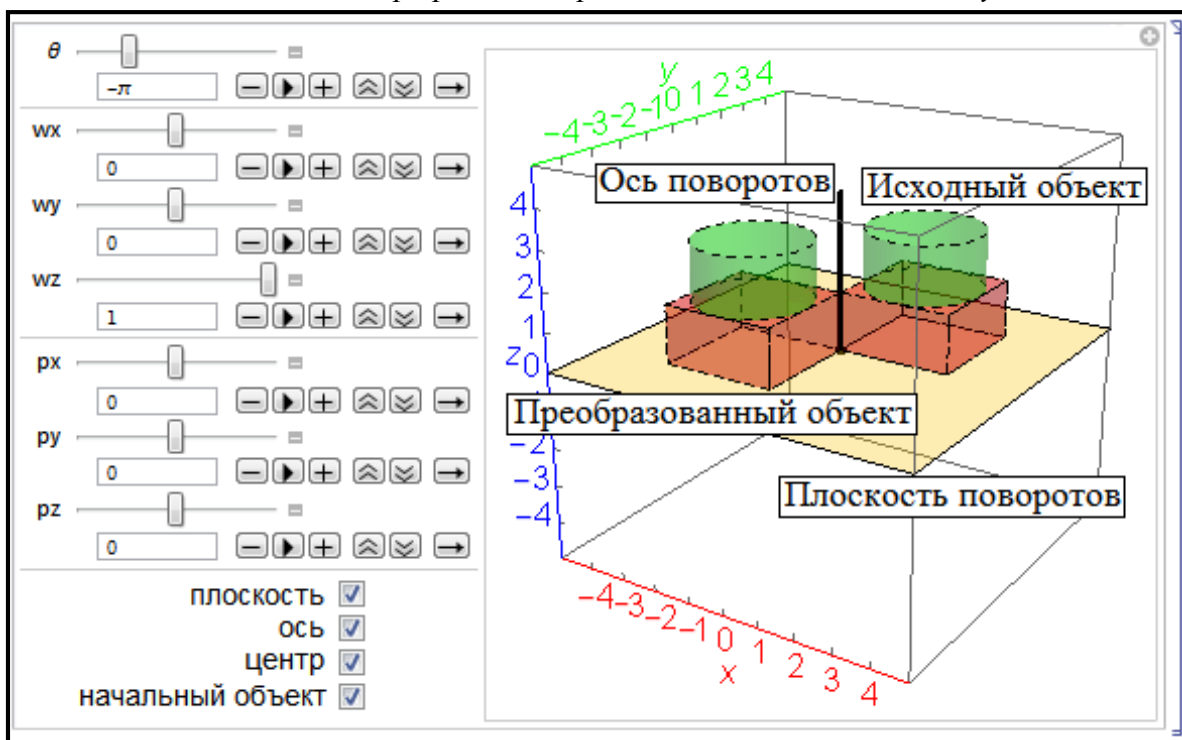 θ
-π
wx
0
wy
0
wz
1
px
0
py
0
pz
0
плоскость
ось
центр
начальный объект
y
-4 -3 -2 -1 0 1 2 3 4
Ось поворотов
Исходный объект
4
3
2
1
z 0
Преобразованный объект
-2
-3
-4
Плоскость поворотов
-4 -3 -2 -1 0 1 2 3 4
x